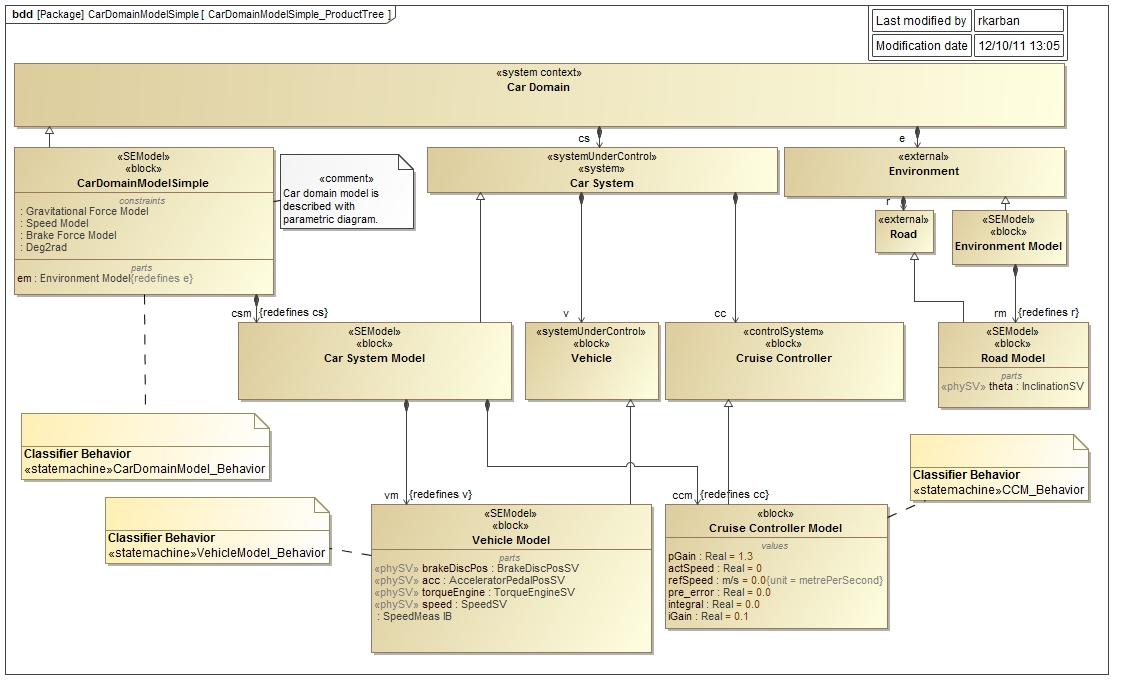 bdd [Package] CarDomainModelSimple [ CarDomainModelSimple_ProductTree ]
Last modified by rkarban
Modification date 12/10/11 13:05
«system context»
Car Domain
cs
e
«SEModel»
«block»
CarDomainModelSimple
constraints
: Gravitational Force Model
: Speed Model
: Brake Force Model
: Deg2rad
parts
em : Environment Model{redefines e}
«comment»
Car domain model is
described with
parametric diagram.
«systemUnderControl»
«system»
Car System
«external»
Environment
r
«external»
Road
«SEModel»
«block»
Environment Model
csm {redefines cs}
v
cc
rm {redefines r}
«SEModel»
«block»
Car System Model
«systemUnderControl»
«block»
Vehicle
«controlSystem»
«block»
Cruise Controller
«SEModel»
«block»
Road Model
parts
«phySV» theta : InclinationSV
Classifier Behavior
«statemachine»CarDomainModel_Behavior
Classifier Behavior
«statemachine»CCM_Behavior
Classifier Behavior
«statemachine»VehicleModel_Behavior
vm {redefines v}
ccm {redefines cc}
«SEModel»
«block»
Vehicle Model
parts
«phySV» brakeDiscPos : BrakeDiscPosSV
«phySV» acc : AcceleratorPedalPosSV
«phySV» torqueEngine : TorqueEngineSV
«phySV» speed : SpeedSV
: SpeedMeas IB
«block»
Cruise Controller Model
values
pGain : Real = 1.3
actSpeed : Real = 0
refSpeed : m/s = 0.0{unit = metrePerSecond}
pre_error : Real = 0.0
integral : Real = 0.0
iGain : Real = 0.1